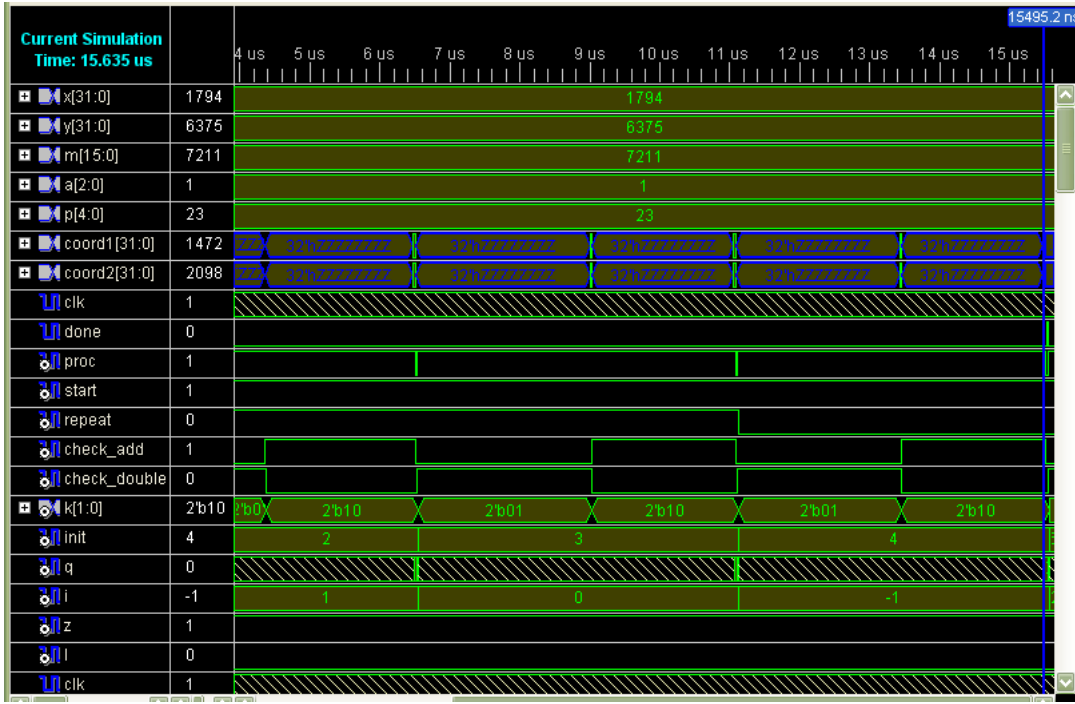 15495.2 ns
Current Simulation
Time: 15.635 us
4 us 5 us 6 us 7 us 8 us 9 us 10 us 11 us 12 us 13 us 14 us 15 us
x[31:0] 1794 1794
y[31:0] 6375 6375
m[15:0] 7211 7211
a[2:0] 1 1
p[4:0] 23 23
coord1[31:0] 1472 ZZZ 32'hZZZZZZZZ 32'hZZZZZZZZ 32'hZZZZZZZZ 32'hZZZZZZZZ 32'hZZZZZZZZ
coord2[31:0] 2098 ZZZ 32'hZZZZZZZZ 32'hZZZZZZZZ 32'hZZZZZZZZ 32'hZZZZZZZZ 32'hZZZZZZZZ
clk 1
done 0
proc 1
start 1
repeat 0
check_add 1
check_double 0
k[1:0] 2'b10 2'b0 2'b10 2'b01 2'b10 2'b01 2'b10
init 4 2 3 4
q 0
i -1 1 0 -1
z 1
l 0
clk 1